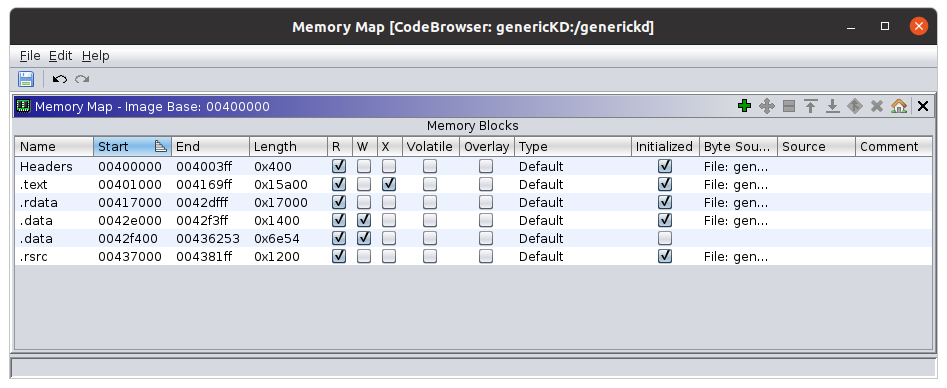 Memory Map [CodeBrowser: genericKD:/generickd]
File Edit Help
Memory Map - Image Base: 00400000
Memory Blocks
Name Start End Length R W X Volatile Overlay Type Initialized Byte Sou... Source Comment
Headers 00400000 004003ff 0x400 Default File: gen...
.text 00401000 004169ff 0x15a00 Default File: gen...
.rdata 00417000 0042dfff 0x17000 Default File: gen...
.data 0042e000 0042f3ff 0x1400 Default File: gen...
.data 0042f400 00436253 0x6e54 Default
.rsrc 00437000 004381ff 0x1200 Default File: gen...